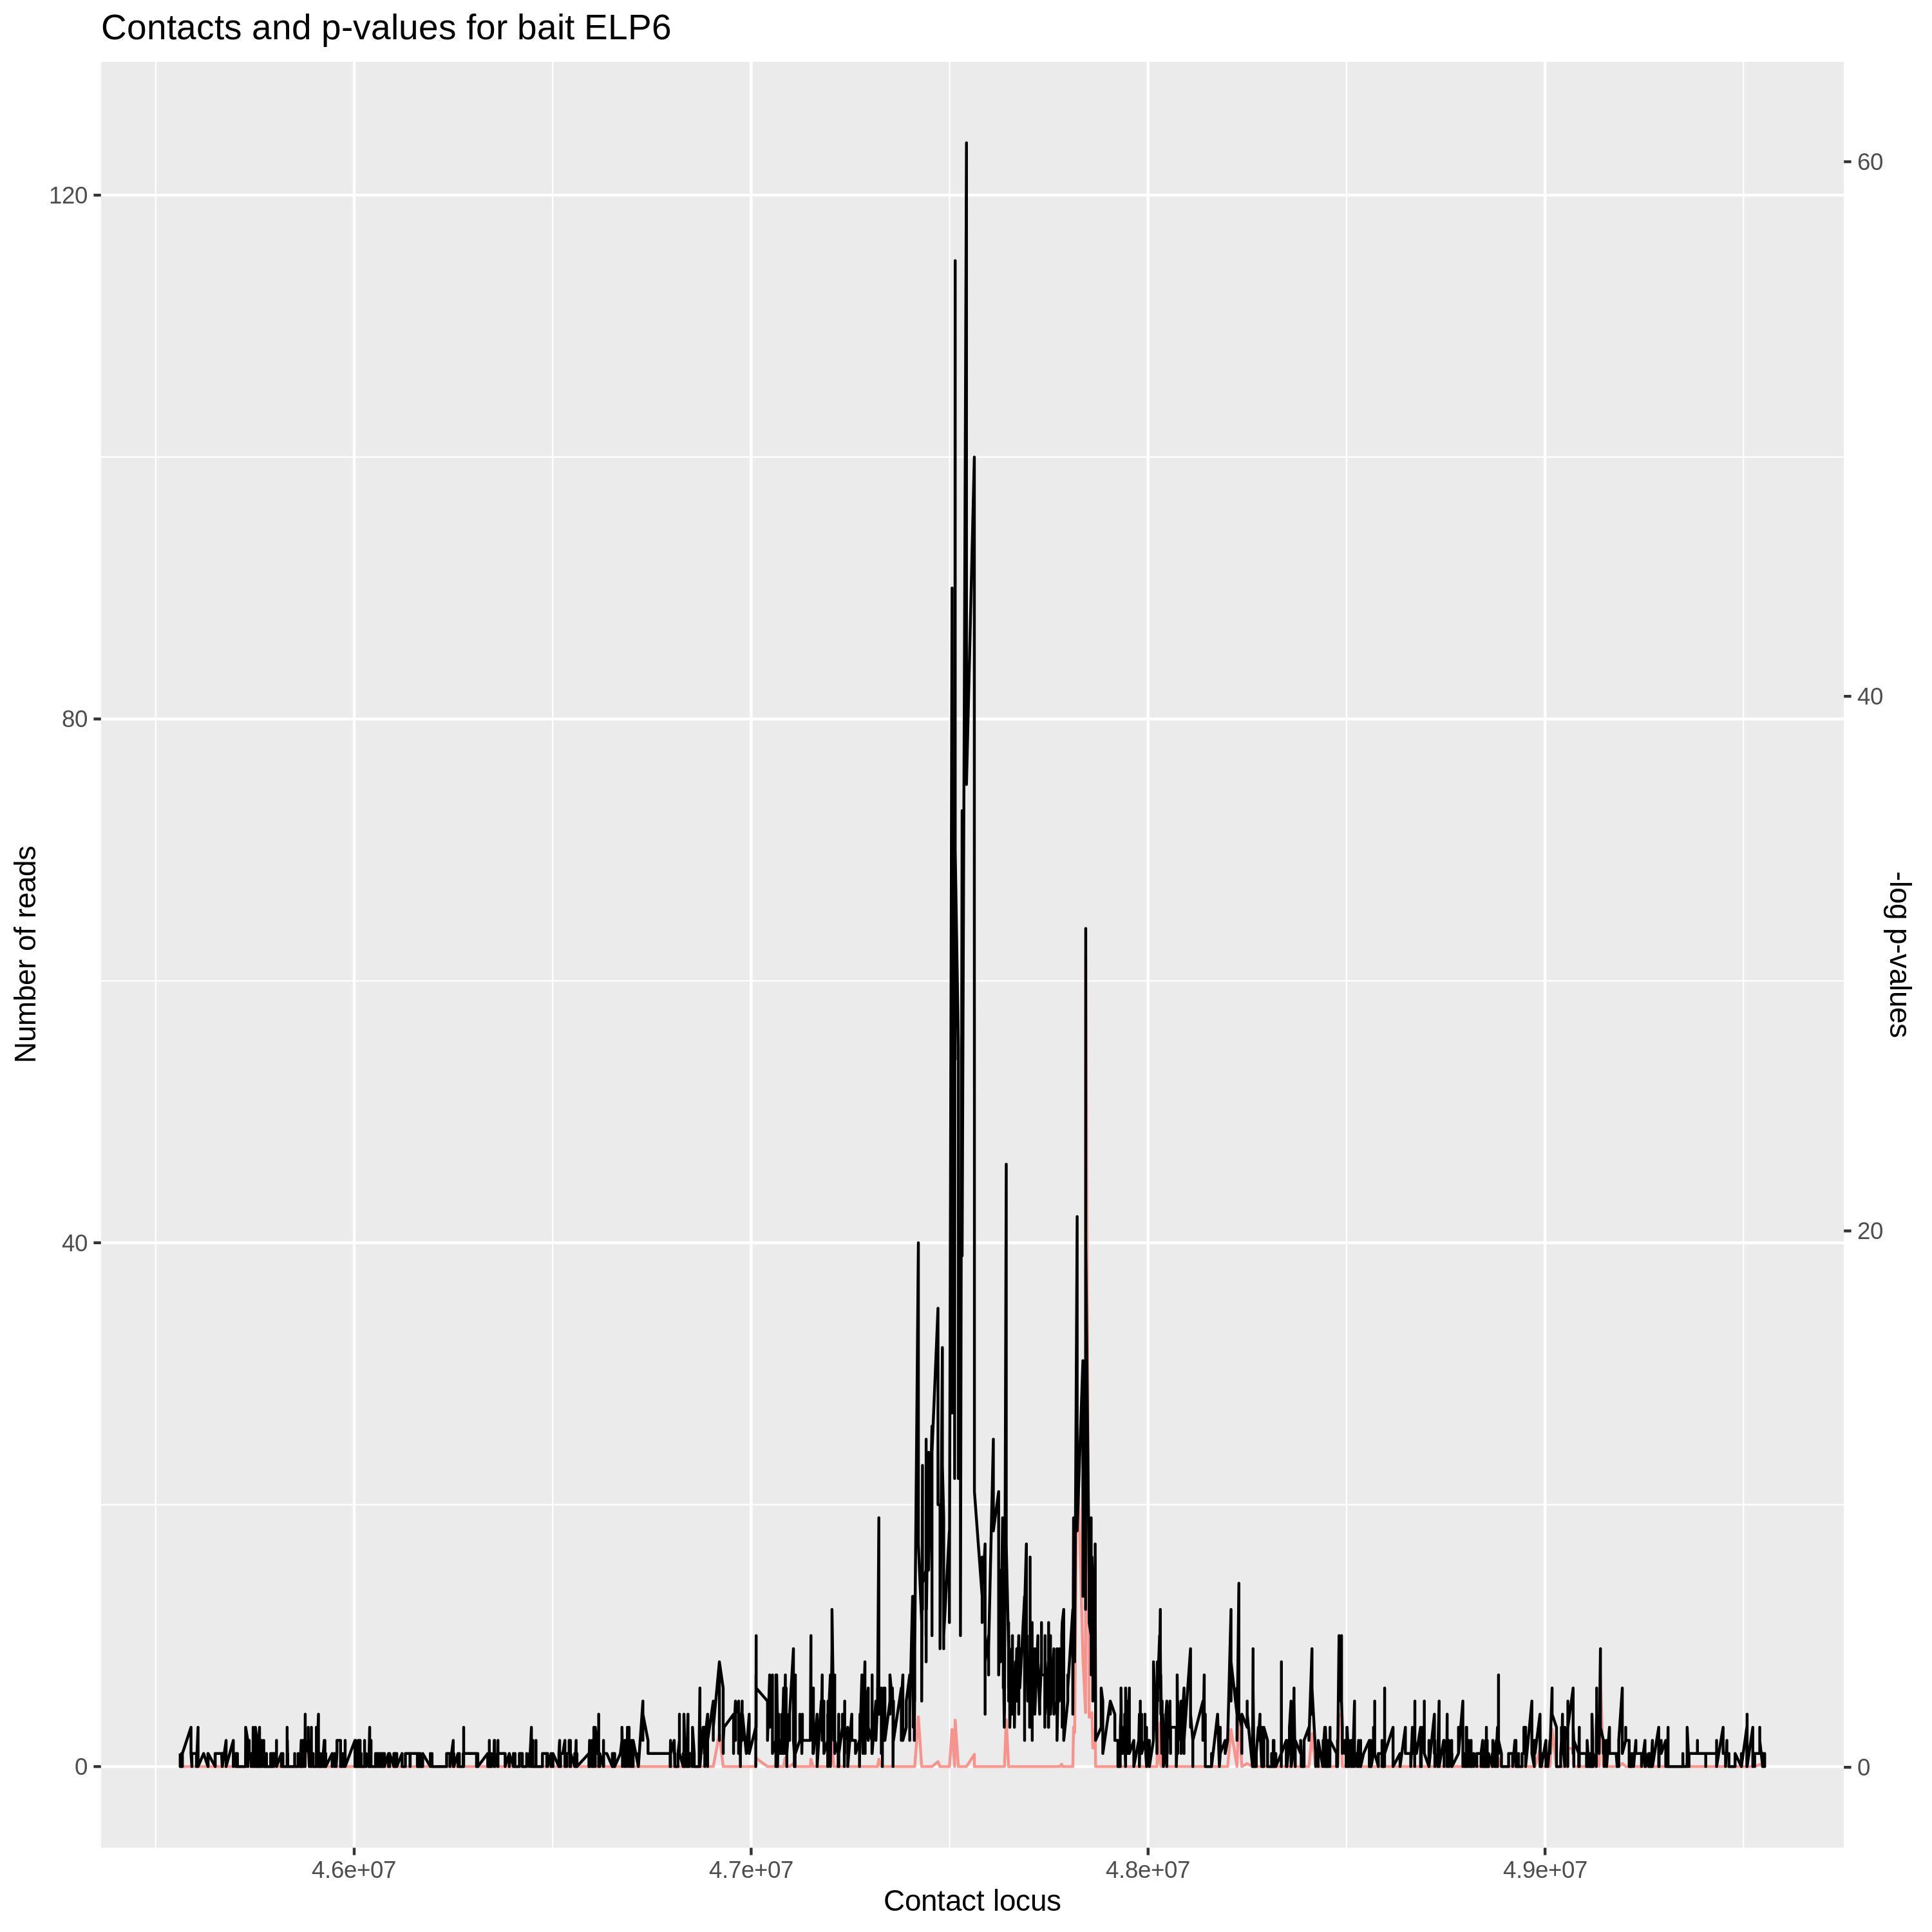 Contacts and p-values for bait ELP6
120
80
40
0
60
40
20
0
Number of reads
-log p-values
4.6e+07
4.7e+07
4.8e+07
4.9e+07
Contact locus